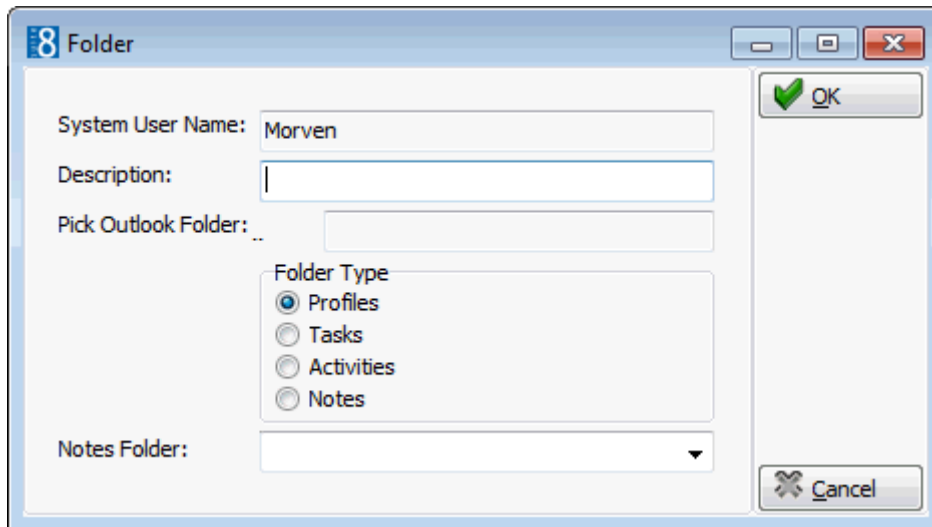 8 Folder
OK
System User Name: Morven
Description:
Pick Outlook Folder: ..
Folder Type
Profiles
Tasks
Activities
Notes
Notes Folder:
Cancel